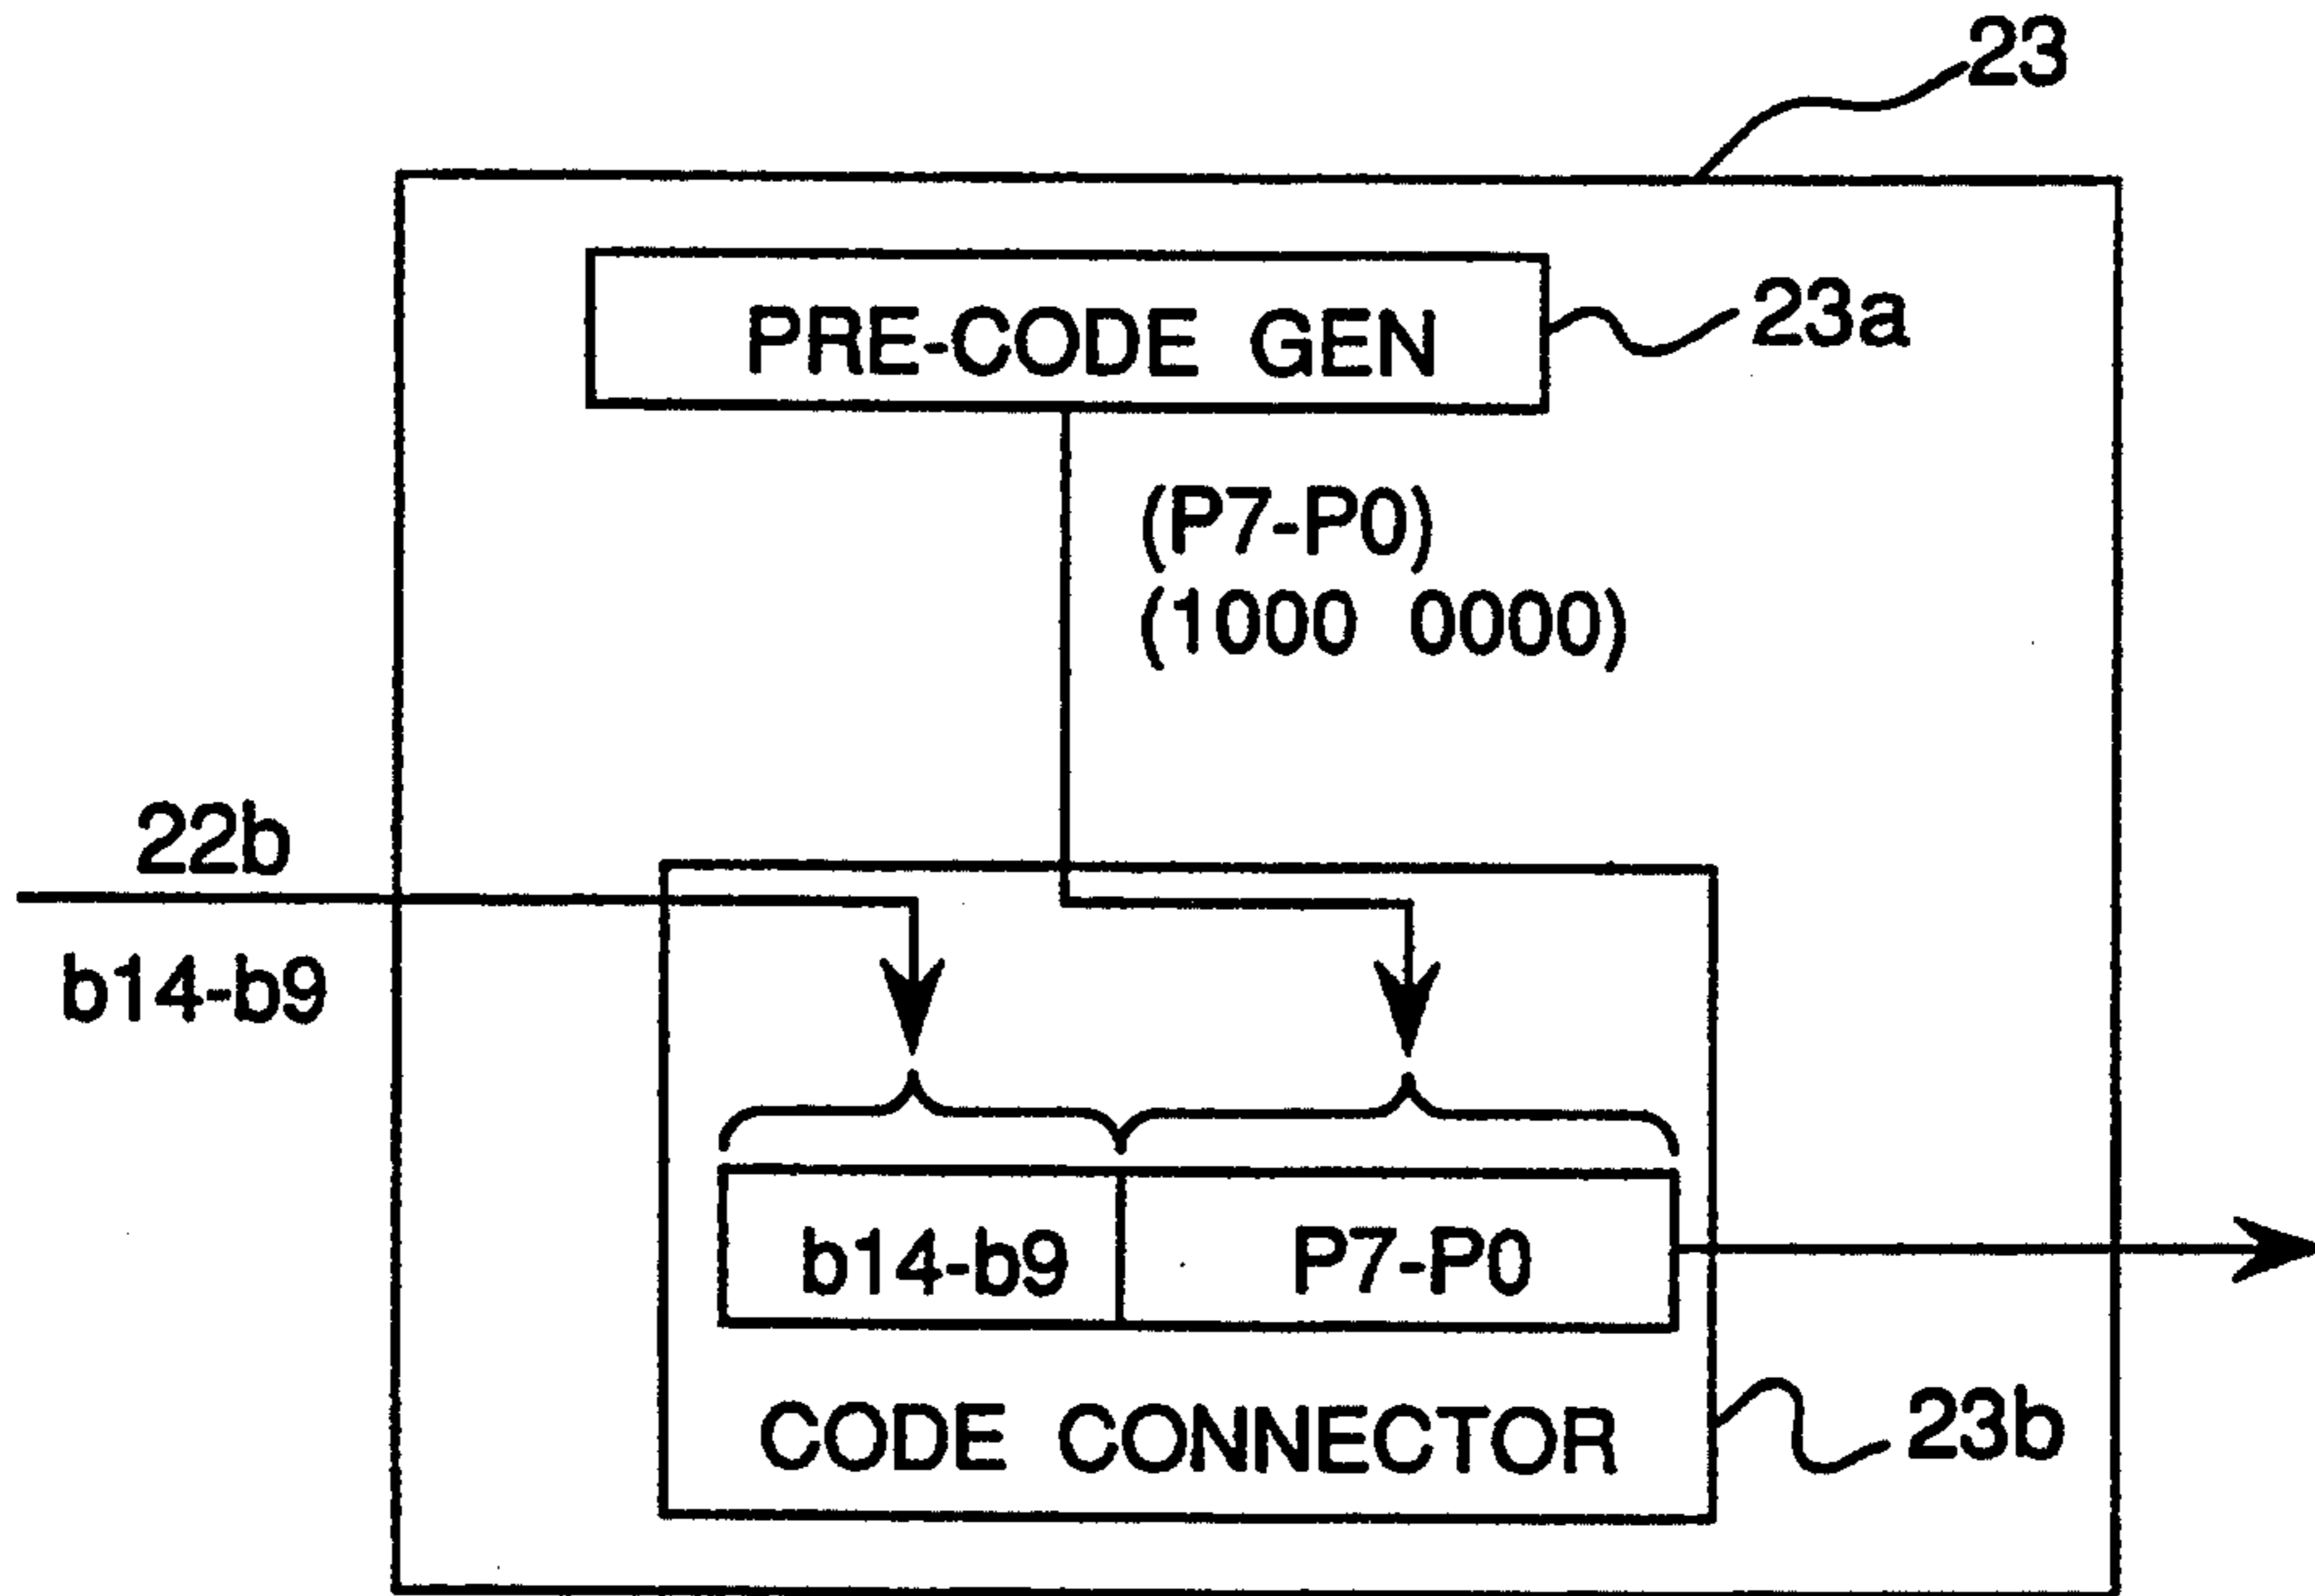 23
PRE-CODE GEN
23a
(P7-P0)
(1000 0000)
22b
b14-b9
b14-b9
P7-P0
CODE CONNECTOR
23b